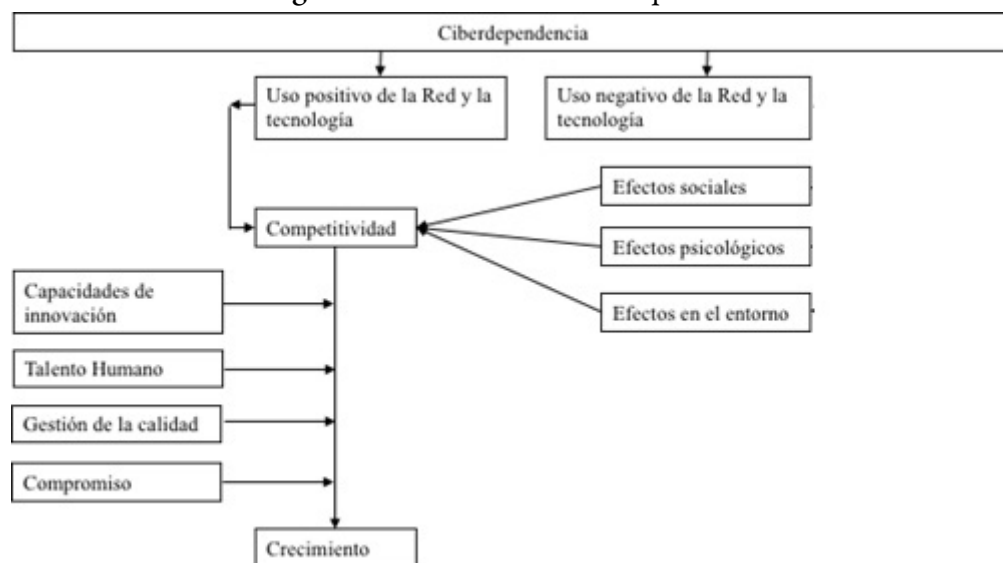 Ciberdependencia
Uso positivo de la Red y la
tecnología
Uso negativo de la Red y la
tecnología
Efectos sociales
Competitividad
Efectos psicológicos
Capacidades de
innovación
Efectos en el entorno
Talento Humano
Gestión de la calidad
Compromiso
Crecimiento